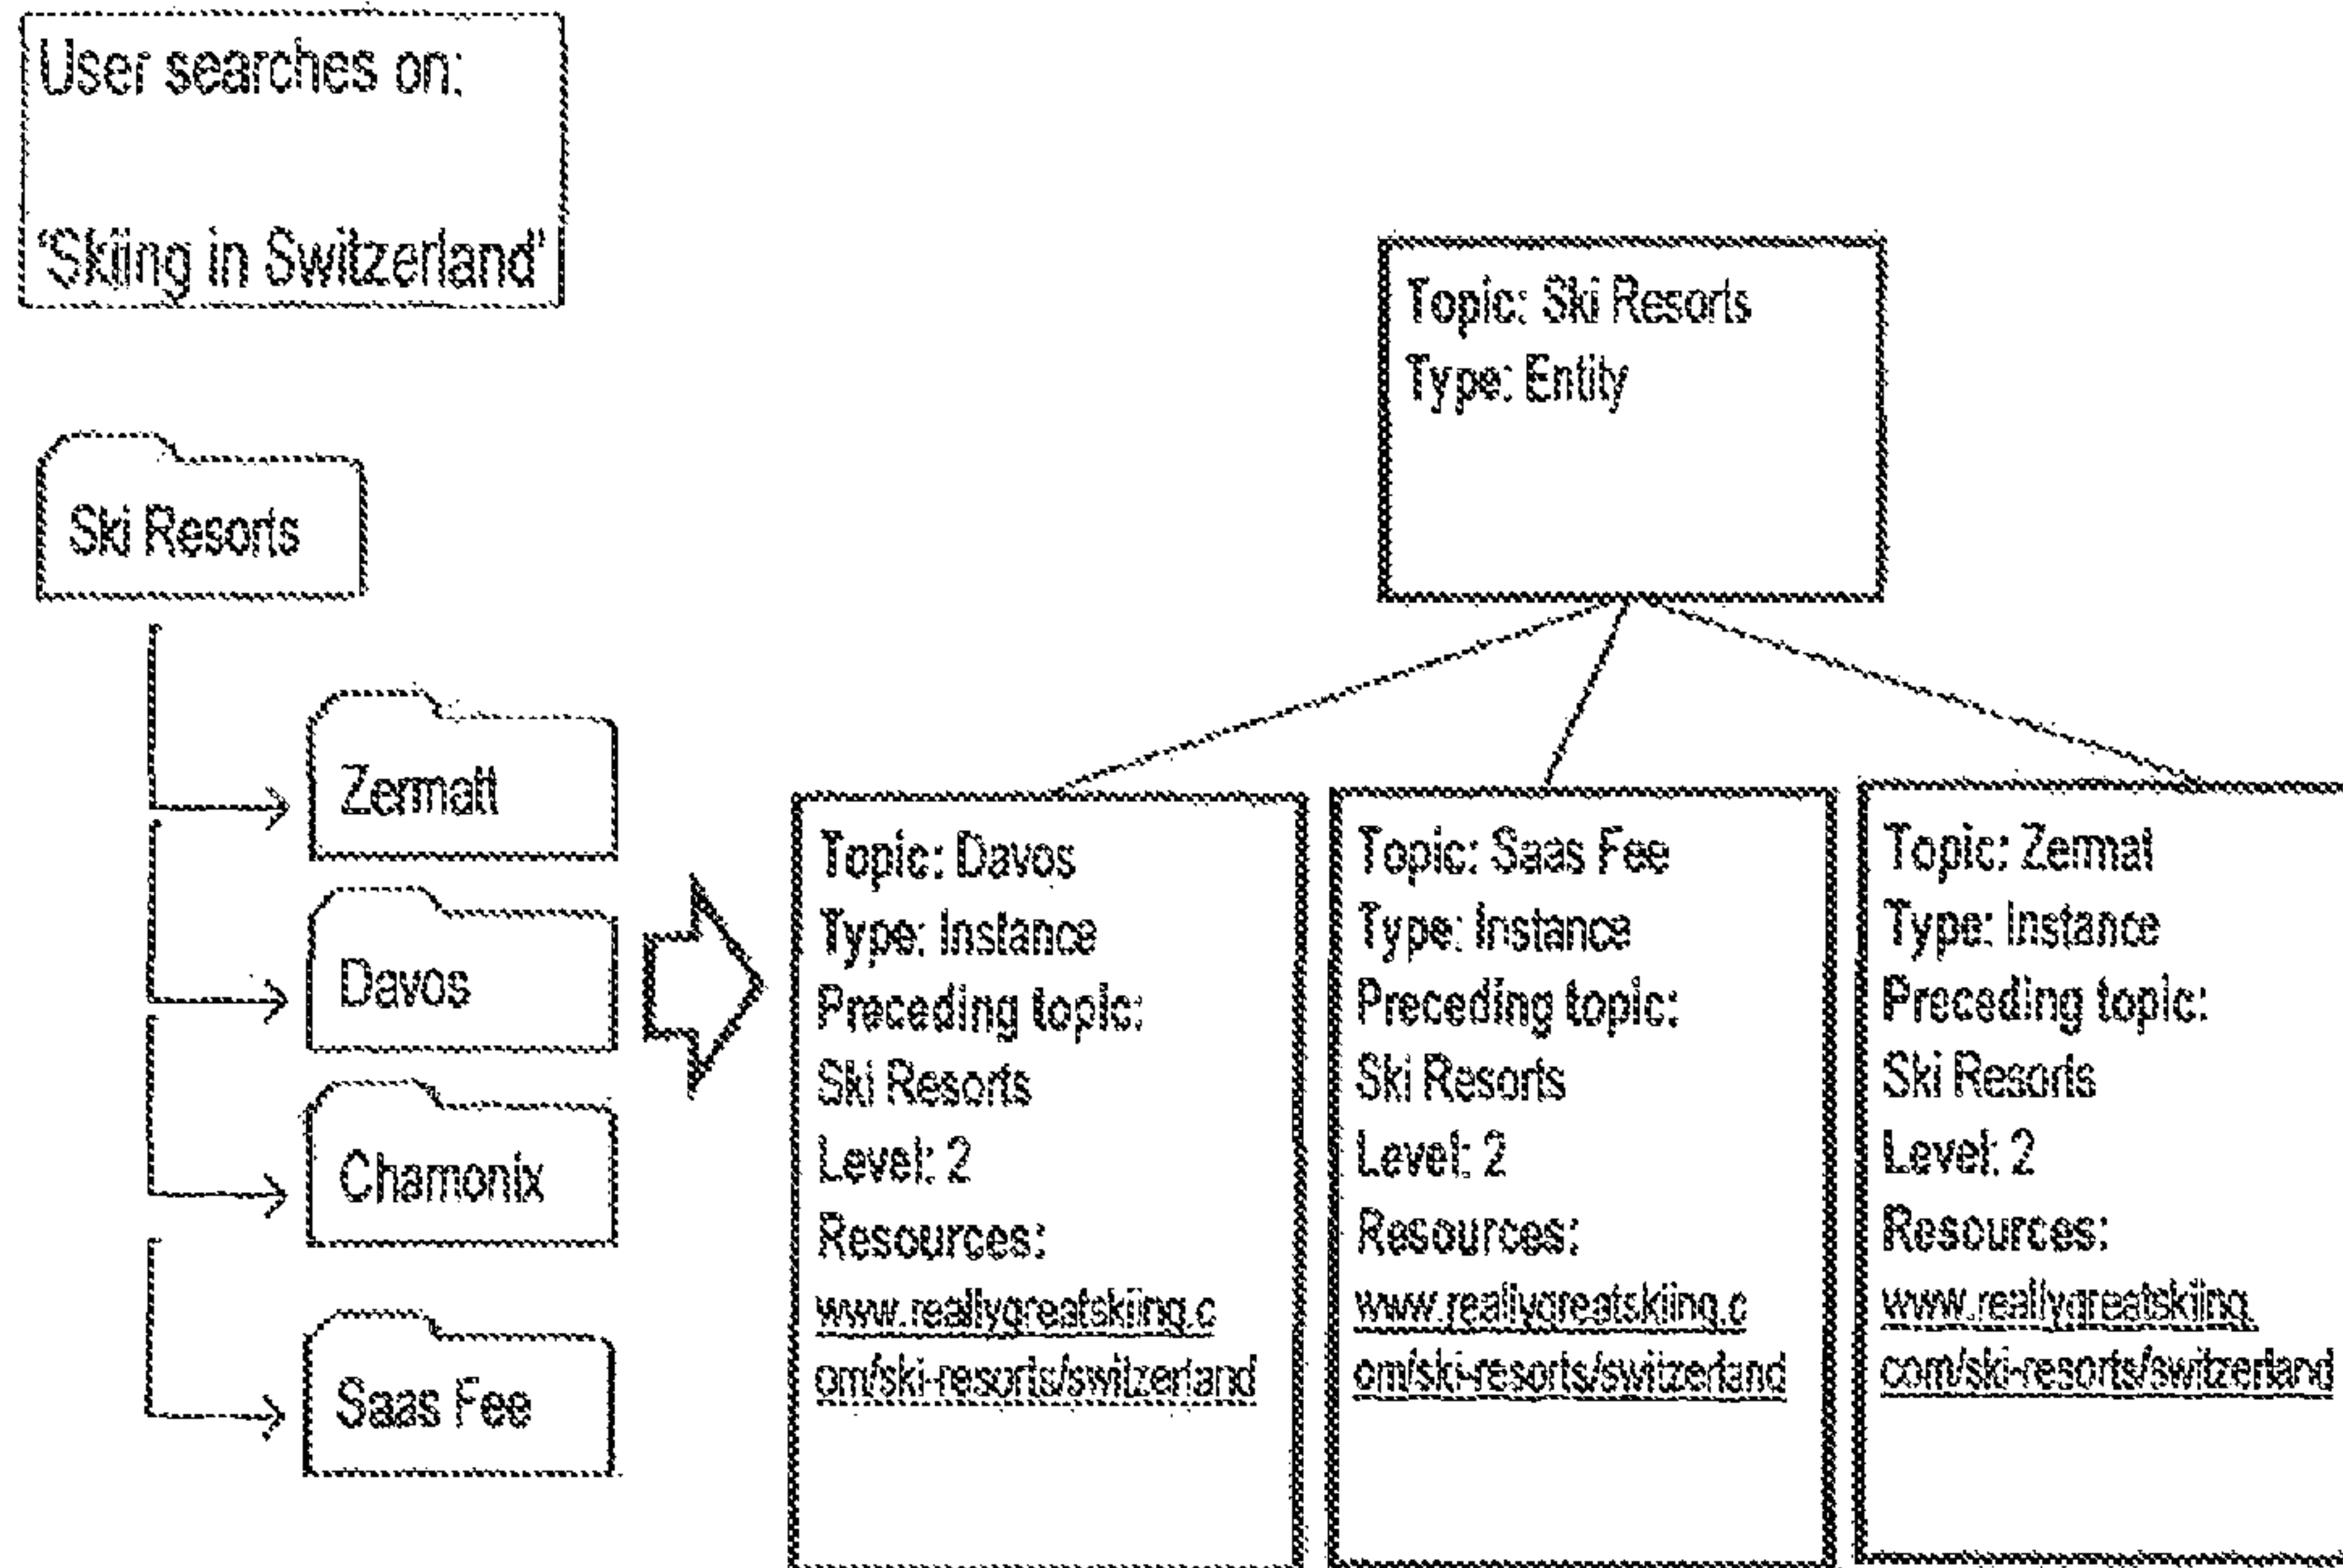 User searches on:
'Skiing in Switzerland'
Ski Resorts
Zermatt
Davos
Chamonix
Saas Fee
Topic: Ski Resorts
Type: Entity
Topic: Davos
Type: Instance
Preceding topic:
Ski Resorts
Level: 2
Resources:
www.reallygreatskiing.c
om/ski-resorts/switzerland
Topic: Saas Fee
Type: Instance
Preceding topic:
Ski Resorts
Level: 2
Resources:
www.reallygreatskiing.c
om/ski-resorts/switzerland
Topic: Zermat
Type: Instance
Preceding topic:
Ski Resorts
Level: 2
Resources:
www.reallygreatskiing.
com/ski-resorts/switzerland